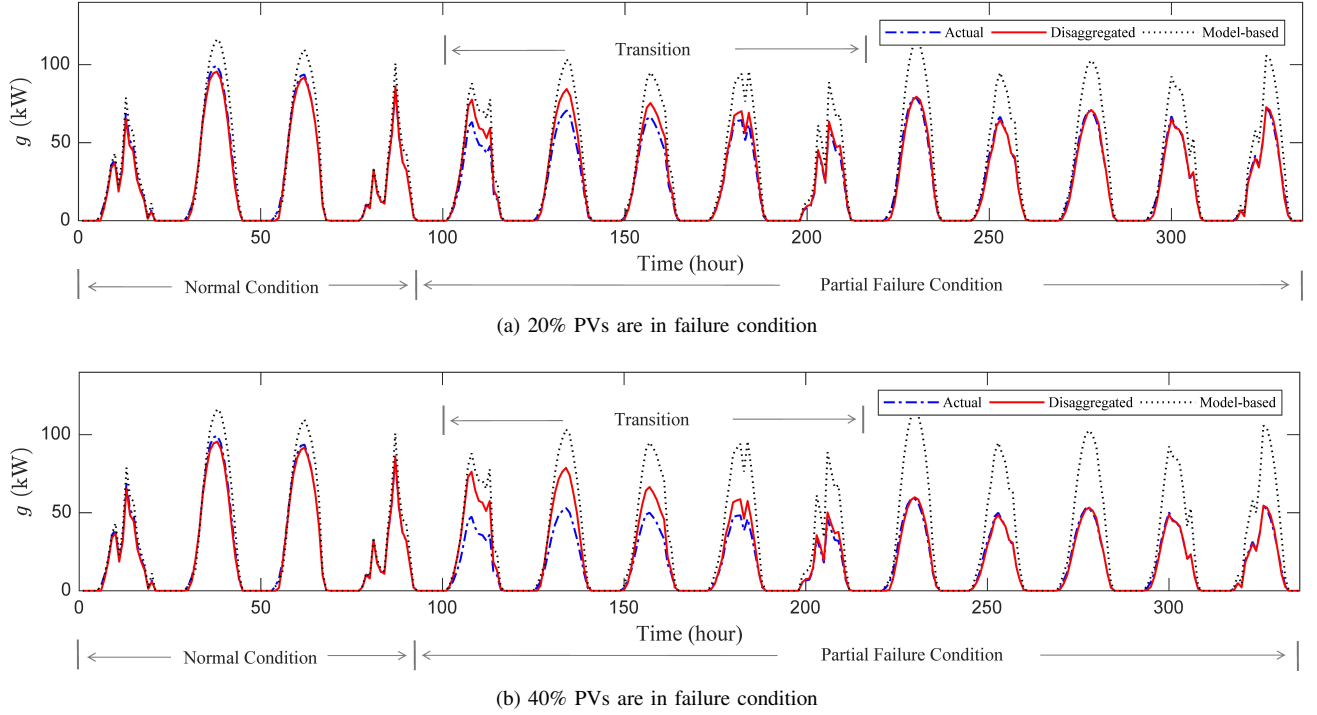 Actual Disaggregated Model-based
Transition
g (kW)
100
50
0
0 50 100 150 200 250 300
Time (hour)
Normal Condition Partial Failure Condition
(a) 20% PVs are in failure condition
Actual Disaggregated Model-based
Transition
g (kW)
100
50
0
0 50 100 150 200 250 300
Time (hour)
Normal Condition Partial Failure Condition
(b) 40% PVs are in failure condition